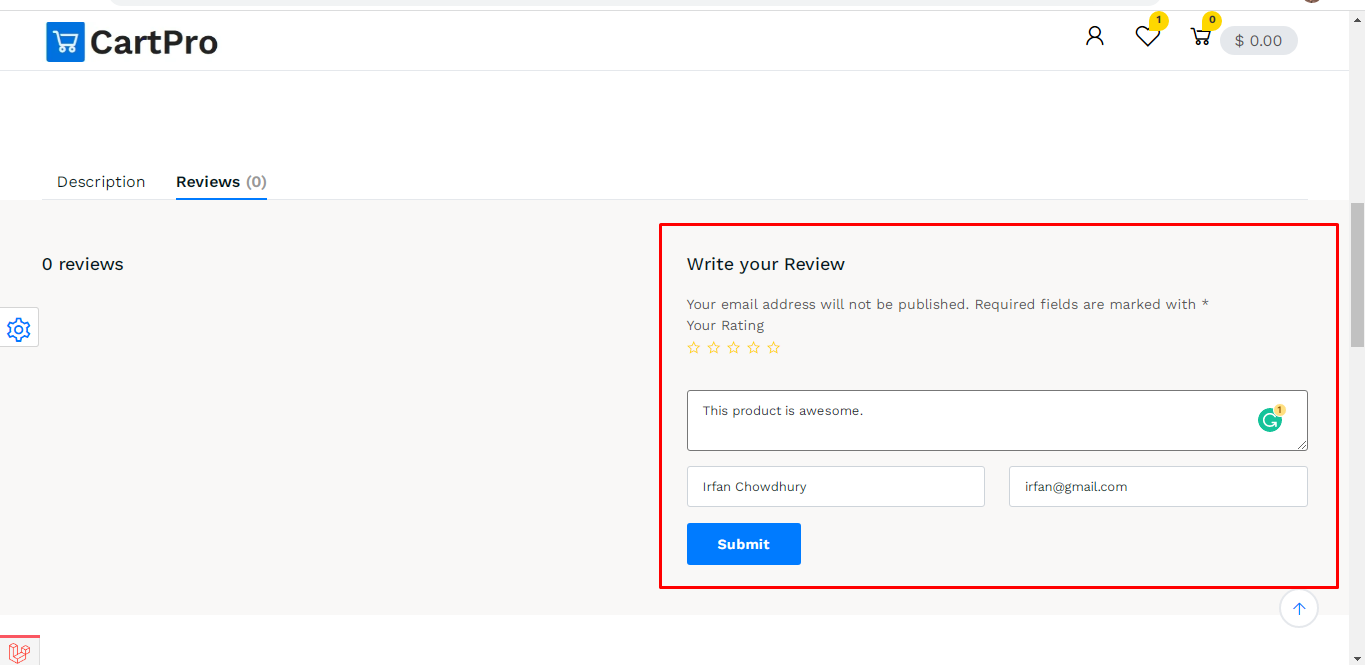 CartPro
1
0
$ 0.00
Description
Reviews (0)
0 reviews
Write your Review
Your email address will not be published. Required fields are marked with *
Your Rating
This product is awesome.
1
Irfan Chowdhury
irfan@gmail.com
Submit